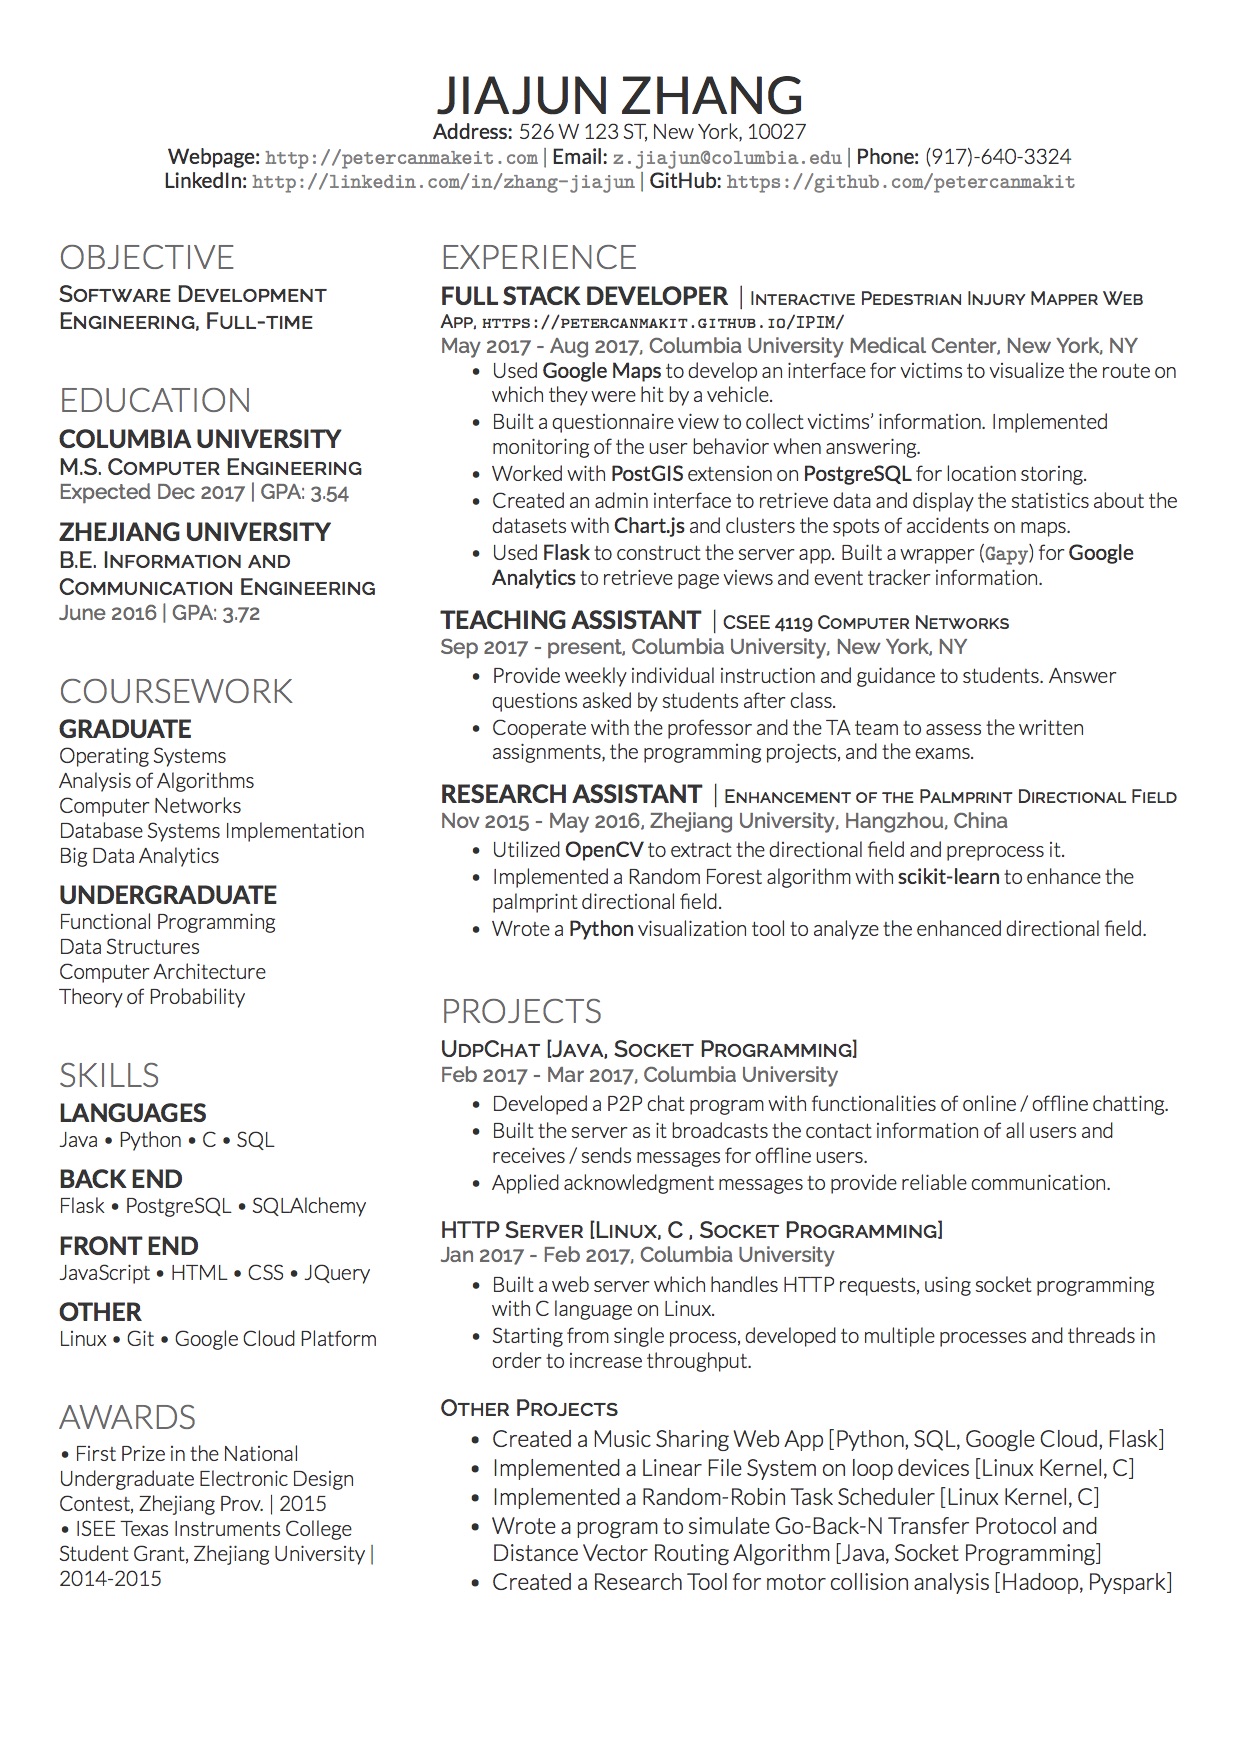 JIAJUN ZHANG
Address: 526 W 123 ST, New York, 10027
Webpage: http://petercanmakeit.com | Email: z.jiajun@columbia.edu | Phone: (917)-640-3324
LinkedIn: http://linkedin.com/in/zhang-jiajun | GitHub: https://github.com/petercanmakit
OBJECTIVE
Software Development
Engineering, Full-time
EDUCATION
COLUMBIA UNIVERSITY
M.S. Computer Engineering
Expected Dec 2017 | GPA: 3.54
ZHEJIANG UNIVERSITY
B.E. Information and
Communication Engineering
June 2016 | GPA: 3.72
COURSEWORK
GRADUATE
Operating Systems
Analysis of Algorithms
Computer Networks
Database Systems Implementation
Big Data Analytics
UNDERGRADUATE
Functional Programming
Data Structures
Computer Architecture
Theory of Probability
SKILLS
LANGUAGES
Java • Python • C • SQL
BACK END
Flask • PostgreSQL • SQLAlchemy
FRONT END
JavaScript • HTML • CSS • JQuery
OTHER
Linux • Git • Google Cloud Platform
AWARDS
• First Prize in the National
Undergraduate Electronic Design
Contest, Zhejiang Prov. | 2015
• ISEE Texas Instruments College
Student Grant, Zhejiang University |
2014-2015
EXPERIENCE
FULL STACK DEVELOPER | Interactive Pedestrian Injury Mapper Web
App, https://petercanmakit.github.io/IPIM/
May 2017 - Aug 2017, Columbia University Medical Center, New York, NY
• Used Google Maps to develop an interface for victims to visualize the route on
which they were hit by a vehicle.
• Built a questionnaire view to collect victims' information. Implemented
monitoring of the user behavior when answering.
• Worked with PostGIS extension on PostgreSQL for location storing.
• Created an admin interface to retrieve data and display the statistics about the
datasets with Chart.js and clusters the spots of accidents on maps.
• Used Flask to construct the server app. Built a wrapper (Gapy) for Google
Analytics to retrieve page views and event tracker information.
TEACHING ASSISTANT | CSEE 4119 Computer Networks
Sep 2017 - present, Columbia University, New York, NY
• Provide weekly individual instruction and guidance to students. Answer
questions asked by students after class.
• Cooperate with the professor and the TA team to assess the written
assignments, the programming projects, and the exams.
RESEARCH ASSISTANT | Enhancement of the Palmprint Directional Field
Nov 2015 - May 2016, Zhejiang University, Hangzhou, China
• Utilized OpenCV to extract the directional field and preprocess it.
• Implemented a Random Forest algorithm with scikit-learn to enhance the
palmprint directional field.
• Wrote a Python visualization tool to analyze the enhanced directional field.
PROJECTS
UdpChat [Java, Socket Programming]
Feb 2017 - Mar 2017, Columbia University
• Developed a P2P chat program with functionalities of online / offline chatting.
• Built the server as it broadcasts the contact information of all users and
receives / sends messages for offline users.
• Applied acknowledgment messages to provide reliable communication.
HTTP Server [Linux, C , Socket Programming]
Jan 2017 - Feb 2017, Columbia University
• Built a web server which handles HTTP requests, using socket programming
with C language on Linux.
• Starting from single process, developed to multiple processes and threads in
order to increase throughput.
Other Projects
• Created a Music Sharing Web App [Python, SQL, Google Cloud, Flask]
• Implemented a Linear File System on loop devices [Linux Kernel, C]
• Implemented a Random-Robin Task Scheduler [Linux Kernel, C]
• Wrote a program to simulate Go-Back-N Transfer Protocol and
Distance Vector Routing Algorithm [Java, Socket Programming]
• Created a Research Tool for motor collision analysis [Hadoop, Pyspark]